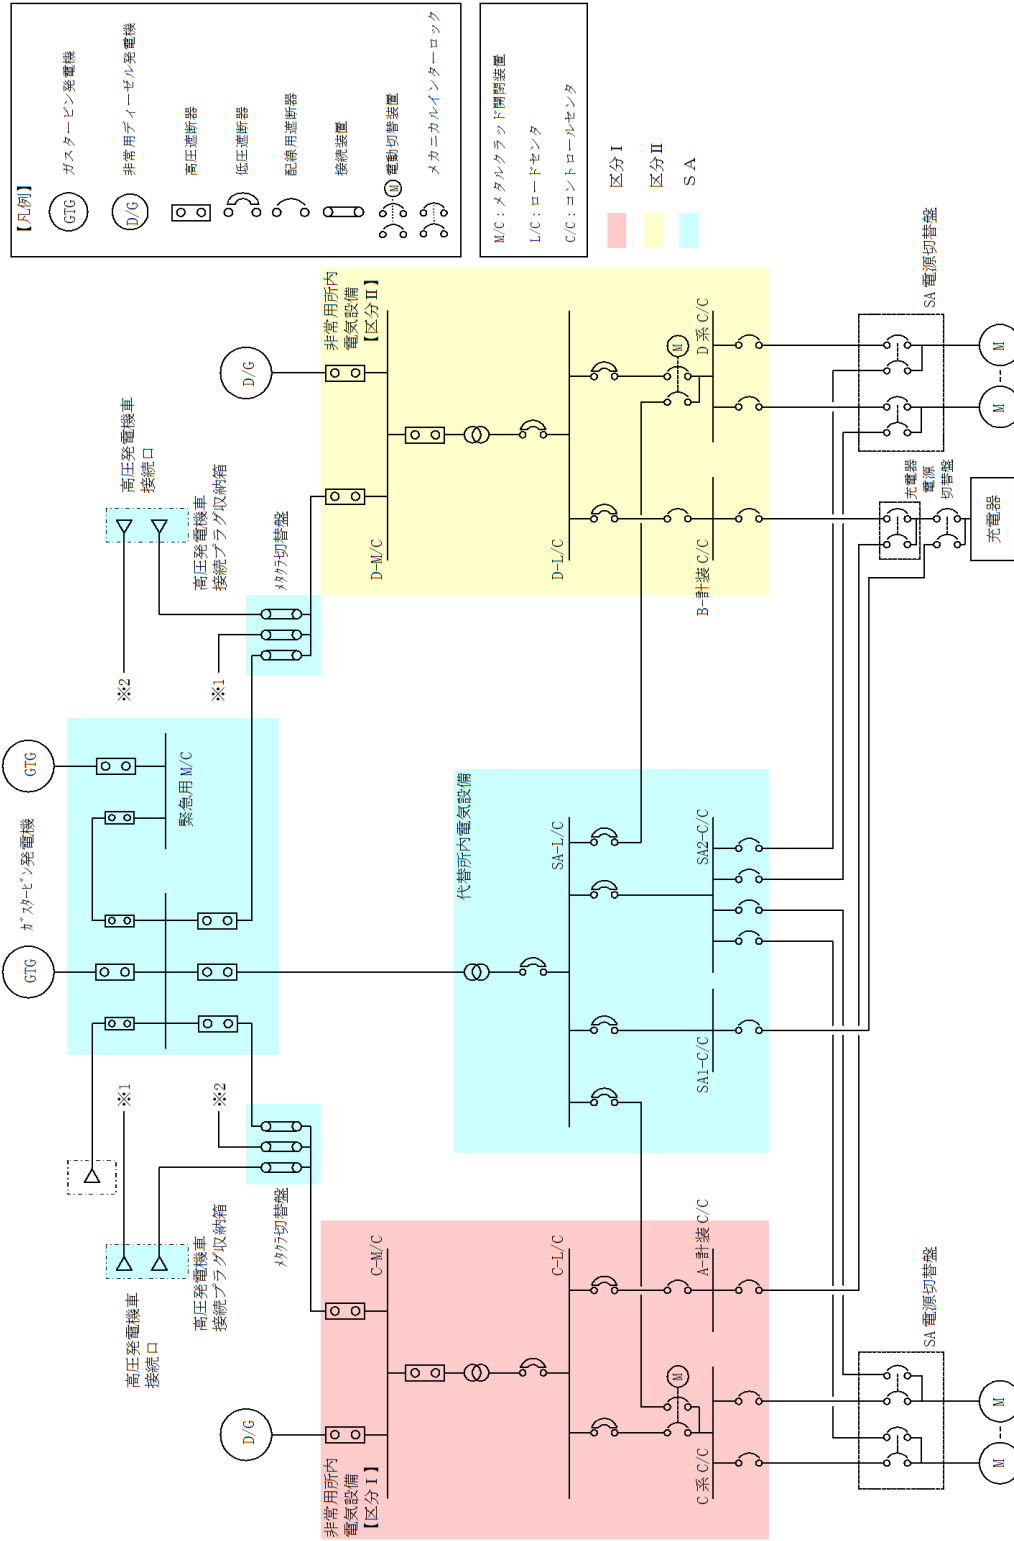 【凡例】
GTG
ガスタービン発電機
D/G
非常用ディーゼル発電機
高圧遮断器
低圧遮断器
配線用遮断器
接続装置
M
電動切替装置
メカニカルインターロック
M/C：メタルクラッド開閉装置
L/C：ロードセンタ
C/C：コントロールセンタ
区分Ⅰ
区分Ⅱ
ＳＡ
GTG
ｶﾞｽﾀｰﾋﾞﾝ発電機
GTG
緊急用 M/C
※1
※2
高圧発電機車
接続口
高圧発電機車
接続プラグ収納箱
ﾒﾀｸﾗ切替盤
高圧発電機車
接続口
※2
※1
高圧発電機車
接続プラグ収納箱
ﾒﾀｸﾗ切替盤
D/G
非常用所内
電気設備
【区分Ⅰ】
C-M/C
C-L/C
M
C 系 C/C
A-計装 C/C
代替所内電気設備
SA-L/C
SA1-C/C
SA2-C/C
D/G
非常用所内
電気設備
【区分Ⅱ】
D-M/C
D-L/C
M
B-計装 C/C
D 系 C/C
SA 電源切替盤
M
M
充電器
電源
切替盤
充電器
SA 電源切替盤
M
M